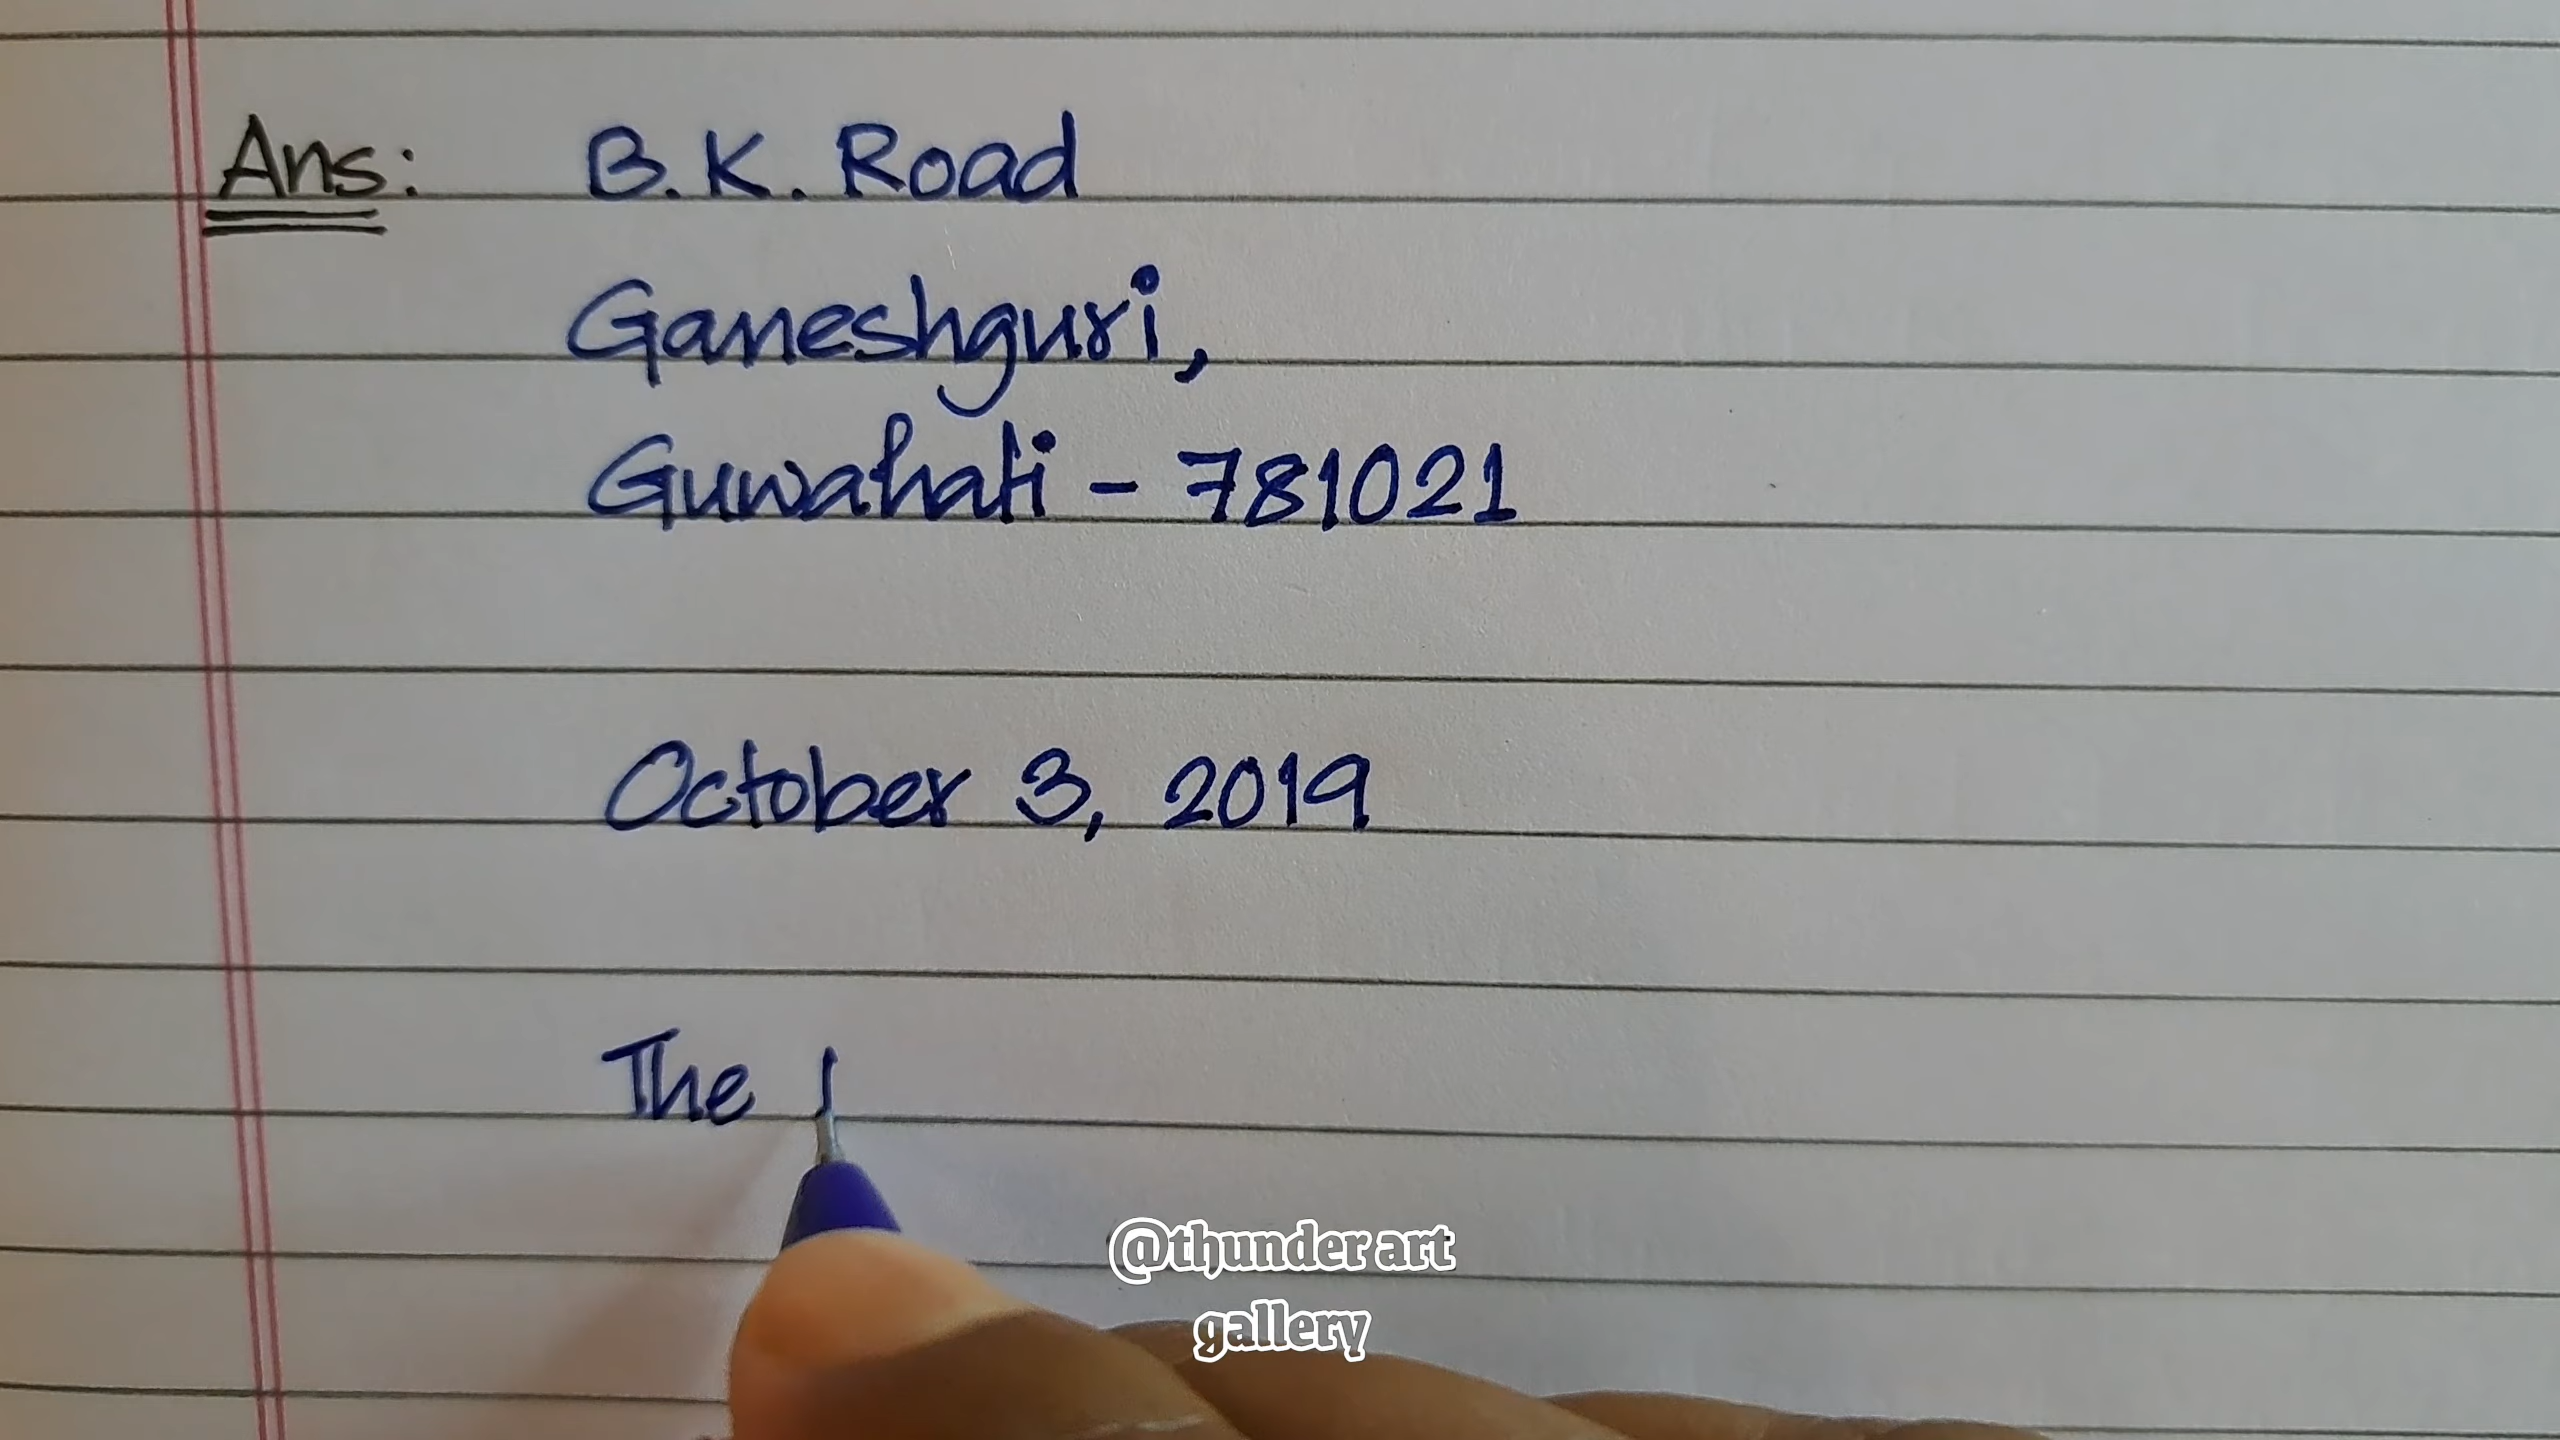 Ans: B.K. Road
Ganeshguri,
Guwahati - 781021
October 3, 2019
The
@thunder art
gallery